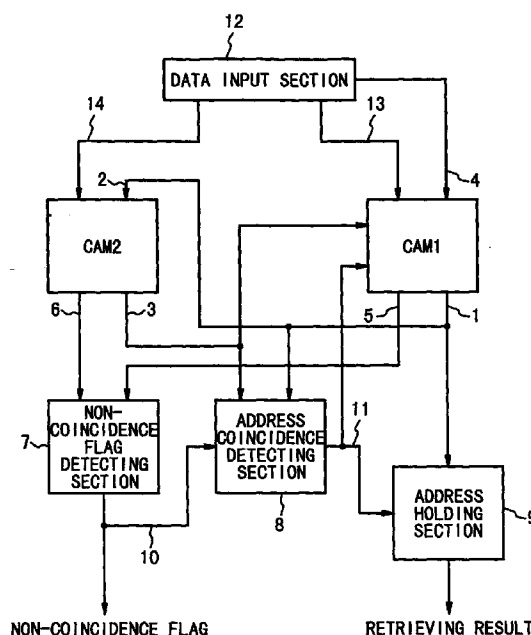 12
DATA INPUT SECTION
14
13
2
4
CAM2
CAM1
6
3
5
1
NON-
COINCIDENCE
FLAG
DETECTING
SECTION
7
ADDRESS
COINCIDENCE
DETECTING
SECTION
11
8
ADDRESS
HOLDING
SECTION
9
10
NON-COINCIDENCE FLAG
RETRIEVING RESULT